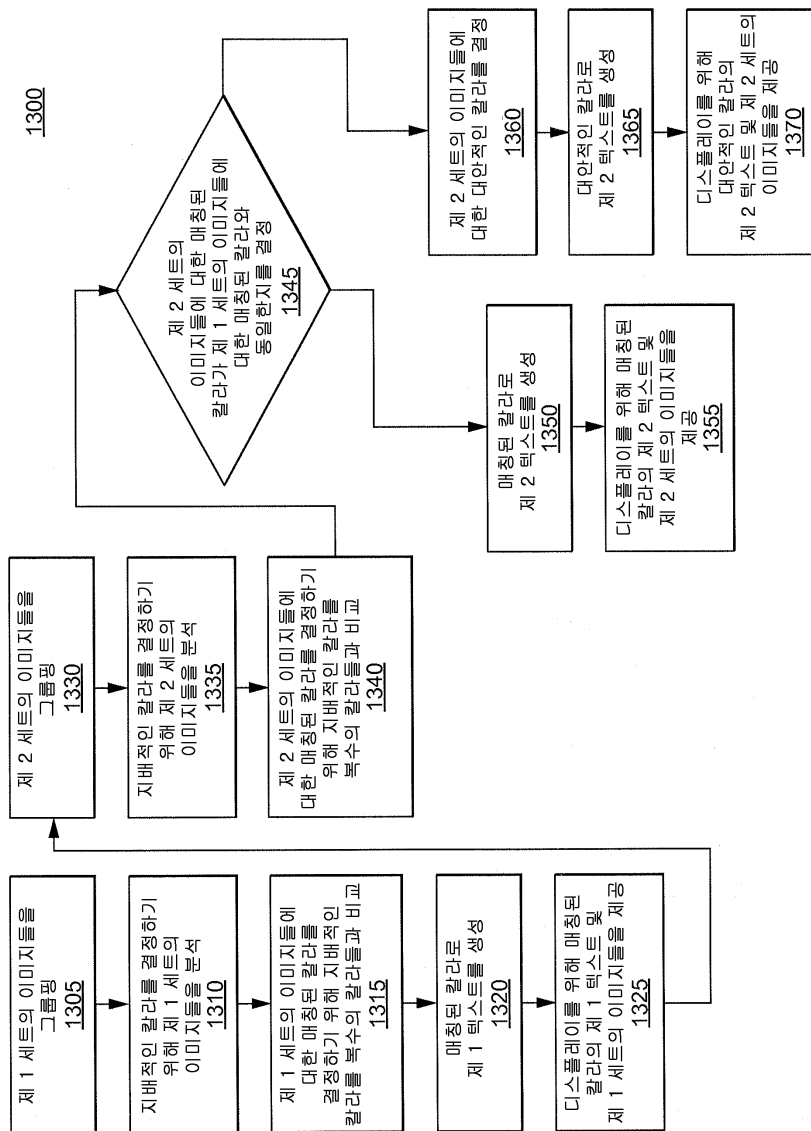 1300
제 1 세트의 이미지들을
그룹핑
1305
지배적인 칼라를 결정하기
위해 제 1 세트의
이미지들을 분석
1310
제 1 세트의 이미지들에
대한 매칭된 칼라를
결정하기 위해 지배적인
칼라를 복수의 칼라들과 비교
1315
매칭된 칼라로
제 1 텍스트를 생성
1320
디스플레이를 위해 매칭된
칼라의 제 1 텍스트 및
제 1 세트의 이미지들을 제공
1325
제 2 세트의 이미지들을
그룹핑
1330
지배적인 칼라를 결정하기
위해 제 2 세트의
이미지들을 분석
1335
제 2 세트의 이미지들에
대한 매칭된 칼라를 결정하기
위해 지배적인 칼라를
복수의 칼라들과 비교
1340
제 2 세트의
이미지들에 대한 매칭된
칼라가 제 1 세트의 이미지들에
대한 매칭된 칼라와
동일한지를 결정
1345
매칭된 칼라로
제 2 텍스트를 생성
1350
디스플레이를 위해 매칭된
칼라의 제 2 텍스트 및
제 2 세트의 이미지들을
제공
1355
제 2 세트의 이미지들에
대한 대안적인 칼라를 결정
1360
대안적인 칼라로
제 2 텍스트를 생성
1365
디스플레이를 위해
대안적인 칼라의
제 2 텍스트 및 제 2 세트의
이미지들을 제공
1370